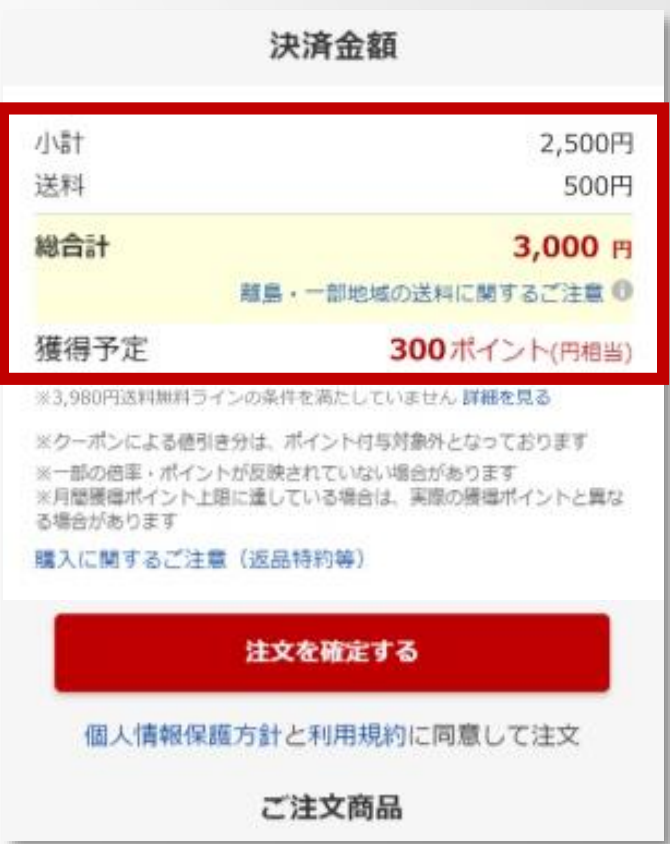 決済金額
小計 2,500円
送料 500円
総合計 3,000 円
離島・一部地域の送料に関するご注意
獲得予定 300ポイント(円相当)
※3,980円送料無料ラインの条件を満たしていません 詳細を見る
※クーポンによる値引き分は、ポイント付与対象外となっております
※一部の倍率・ポイントが反映されていない場合があります
※月間獲得ポイント上限に達している場合は、実際の獲得ポイントと異な
る場合があります
購入に関するご注意（返品特約等）
注文を確定する
個人情報保護方針と利用規約に同意して注文
ご注文商品